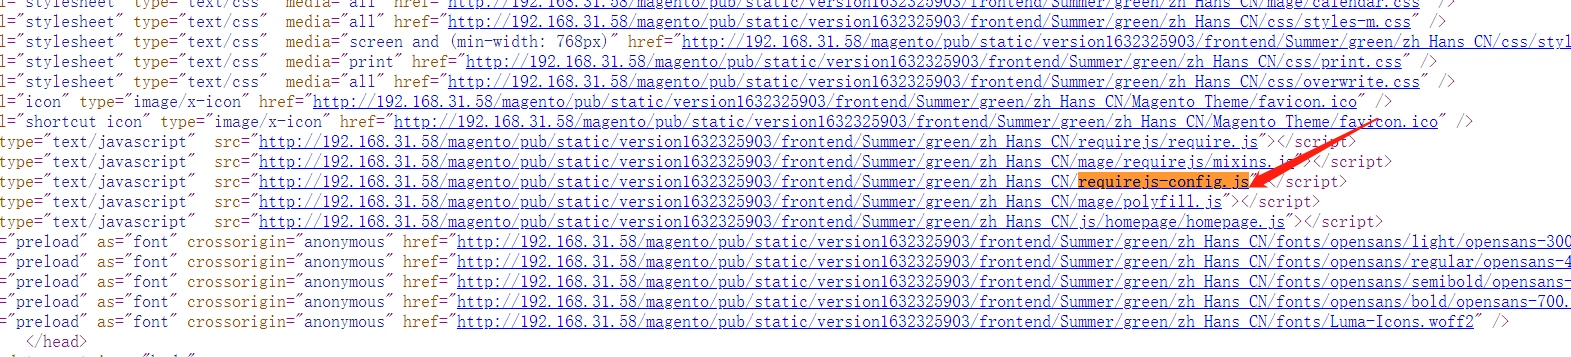 stylesheet" type="text/css"  media="all" href="http://192.168.31.58/magento/pub/static/version1632325903/frontend/Summer/green/zh_Hans_CN/mage/calendar.css" />
l="stylesheet" type="text/css"  media="all" href="http://192.168.31.58/magento/pub/static/version1632325903/frontend/Summer/green/zh_Hans_CN/css/styles-m.css" />
l="stylesheet" type="text/css"  media="screen and (min-width: 768px)" href="http://192.168.31.58/magento/pub/static/version1632325903/frontend/Summer/green/zh_Hans_CN/css/styl
l="stylesheet" type="text/css"  media="print" href="http://192.168.31.58/magento/pub/static/version1632325903/frontend/Summer/green/zh_Hans_CN/css/print.css" />
l="stylesheet" type="text/css"  media="all" href="http://192.168.31.58/magento/pub/static/version1632325903/frontend/Summer/green/zh_Hans_CN/css/overwrite.css" />
l="icon" type="image/x-icon" href="http://192.168.31.58/magento/pub/static/version1632325903/frontend/Summer/green/zh_Hans_CN/Magento_Theme/favicon.ico" />
l="shortcut icon" type="image/x-icon" href="http://192.168.31.58/magento/pub/static/version1632325903/frontend/Summer/green/zh_Hans_CN/Magento_Theme/favicon.ico" />
type="text/javascript"  src="http://192.168.31.58/magento/pub/static/version1632325903/frontend/Summer/green/zh_Hans_CN/requirejs/require.js"></script>
type="text/javascript"  src="http://192.168.31.58/magento/pub/static/version1632325903/frontend/Summer/green/zh_Hans_CN/mage/requirejs/mixins.js"></script>
type="text/javascript"  src="http://192.168.31.58/magento/pub/static/version1632325903/frontend/Summer/green/zh_Hans_CN/requirejs-config.js"></script>
type="text/javascript"  src="http://192.168.31.58/magento/pub/static/version1632325903/frontend/Summer/green/zh_Hans_CN/mage/polyfill.js"></script>
type="text/javascript"  src="http://192.168.31.58/magento/pub/static/version1632325903/frontend/Summer/green/zh_Hans_CN/js/homepage/homepage.js"></script>
="preload" as="font" crossorigin="anonymous" href="http://192.168.31.58/magento/pub/static/version1632325903/frontend/Summer/green/zh_Hans_CN/fonts/opensans/light/opensans-300
="preload" as="font" crossorigin="anonymous" href="http://192.168.31.58/magento/pub/static/version1632325903/frontend/Summer/green/zh_Hans_CN/fonts/opensans/regular/opensans-4
="preload" as="font" crossorigin="anonymous" href="http://192.168.31.58/magento/pub/static/version1632325903/frontend/Summer/green/zh_Hans_CN/fonts/opensans/semibold/opensans-
="preload" as="font" crossorigin="anonymous" href="http://192.168.31.58/magento/pub/static/version1632325903/frontend/Summer/green/zh_Hans_CN/fonts/opensans/bold/opensans-700.
="preload" as="font" crossorigin="anonymous" href="http://192.168.31.58/magento/pub/static/version1632325903/frontend/Summer/green/zh_Hans_CN/fonts/Luma-Icons.woff2" />
</head>